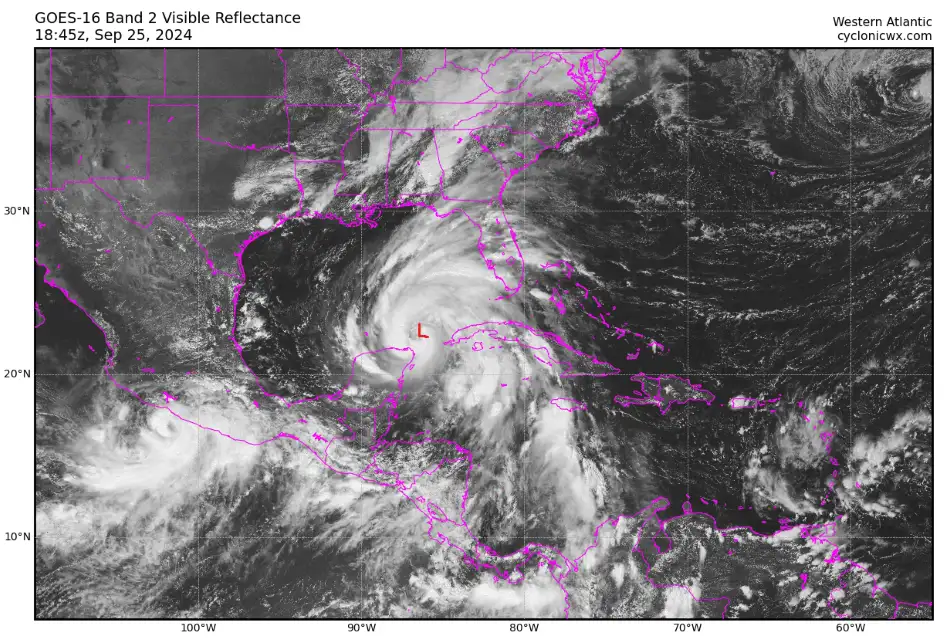 GOES-16 Band 2 Visible Reflectance
18:45z, Sep 25, 2024
Western Atlantic
cyclonicwx.com
30°N
L
20°N
10°N
100°W 90°W 80°W 70°W 60°W